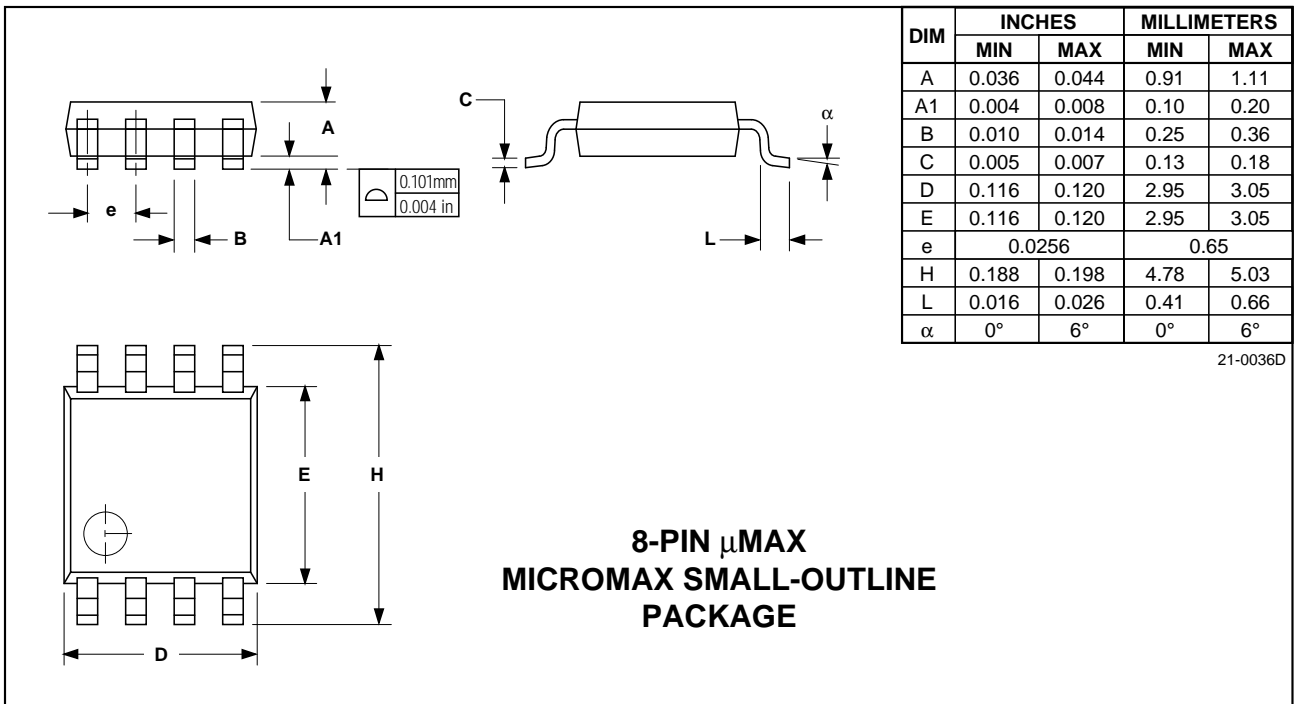 DIM INCHES MILLIMETERS
MIN MAX MIN MAX
A 0.036 0.044 0.91 1.11
A1 0.004 0.008 0.10 0.20
B 0.010 0.014 0.25 0.36
C 0.005 0.007 0.13 0.18
D 0.116 0.120 2.95 3.05
E 0.116 0.120 2.95 3.05
e 0.0256 0.65
H 0.188 0.198 4.78 5.03
L 0.016 0.026 0.41 0.66
α 0° 6° 0° 6°
21-0036D
A
e
B
A1
0.101mm
0.004 in
C
α
L
E
H
D
8-PIN μMAX
MICROMAX SMALL-OUTLINE
PACKAGE